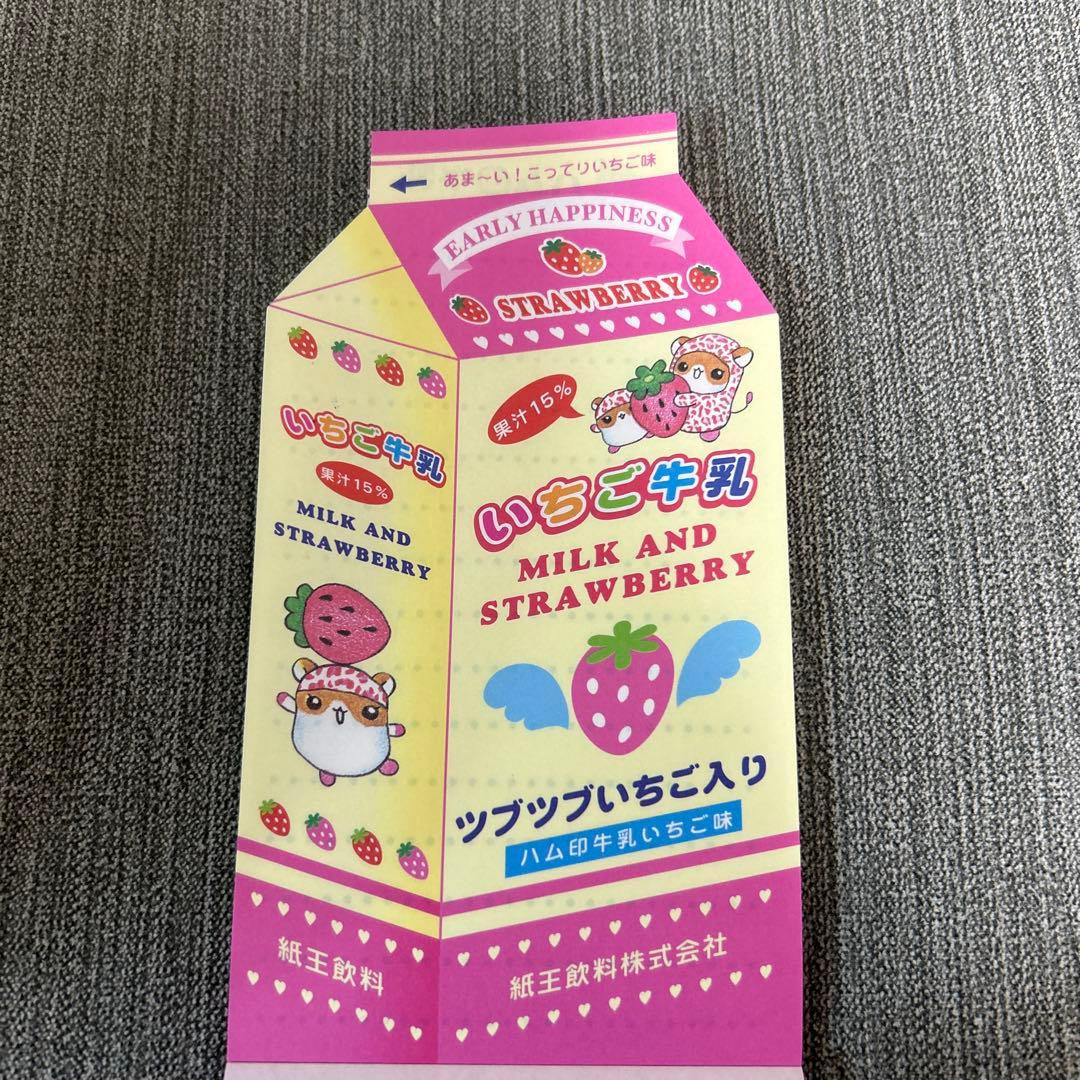 あま〜い！こってりいちご味
EARLY HAPPINESS
STRAWBERRY
果汁15%
いちご牛乳
MILK AND
STRAWBERRY
ツブツブいちご入り
ハム印牛乳いちご味
紙王飲料株式会社
いちご牛乳
果汁15%
MILK AND
STRAWBERRY
紙王飲料